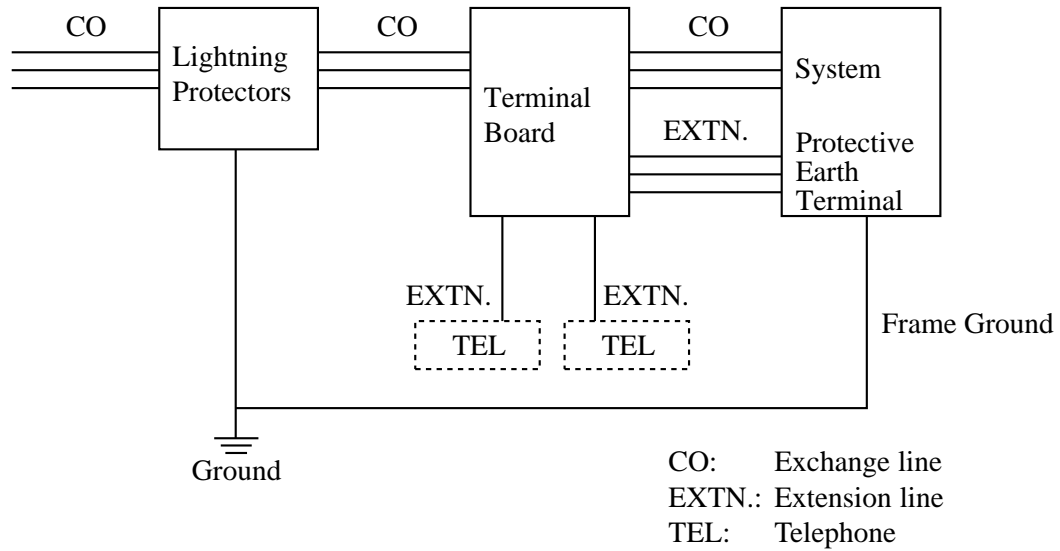 CO
CO
CO
Lightning
Protectors
Terminal
Board
System
EXTN.
Protective
Earth
Terminal
EXTN.
EXTN.
TEL
TEL
Frame Ground
Ground
CO: Exchange line
EXTN.: Extension line
TEL: Telephone